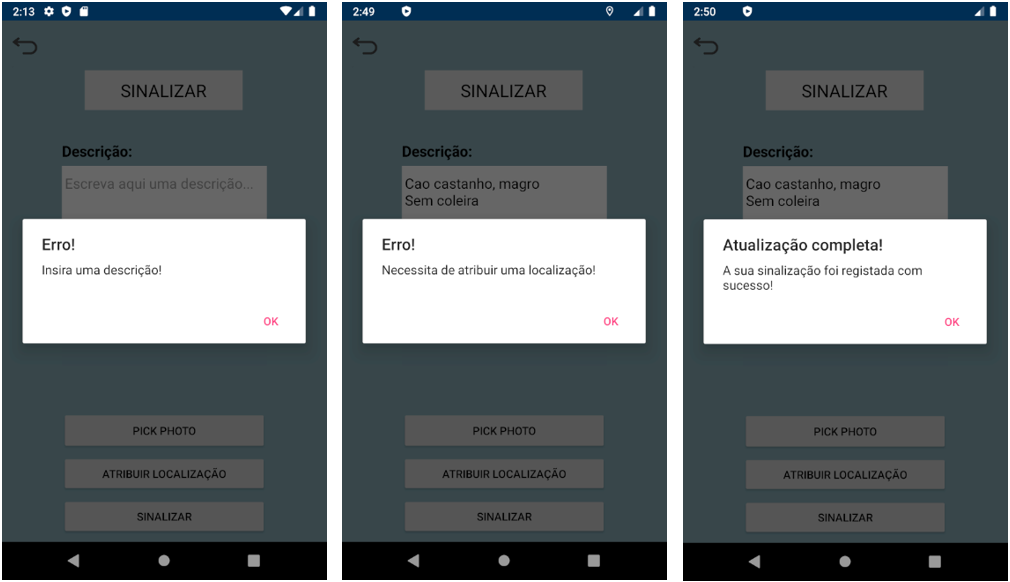 2:13
SINALIZAR
Descrição:
Escreva aqui uma descrição...
Erro!
Insira uma descrição!
OK
PICK PHOTO
ATRIBUIR LOCALIZAÇÃO
SINALIZAR
2:49
SINALIZAR
Descrição:
Cao castanho, magro
Sem coleira
Erro!
Necessita de atribuir uma localização!
OK
PICK PHOTO
ATRIBUIR LOCALIZAÇÃO
SINALIZAR
2:50
SINALIZAR
Descrição:
Cao castanho, magro
Sem coleira
Atualização completa!
A sua sinalização foi registada com
sucesso!
OK
PICK PHOTO
ATRIBUIR LOCALIZAÇÃO
SINALIZAR